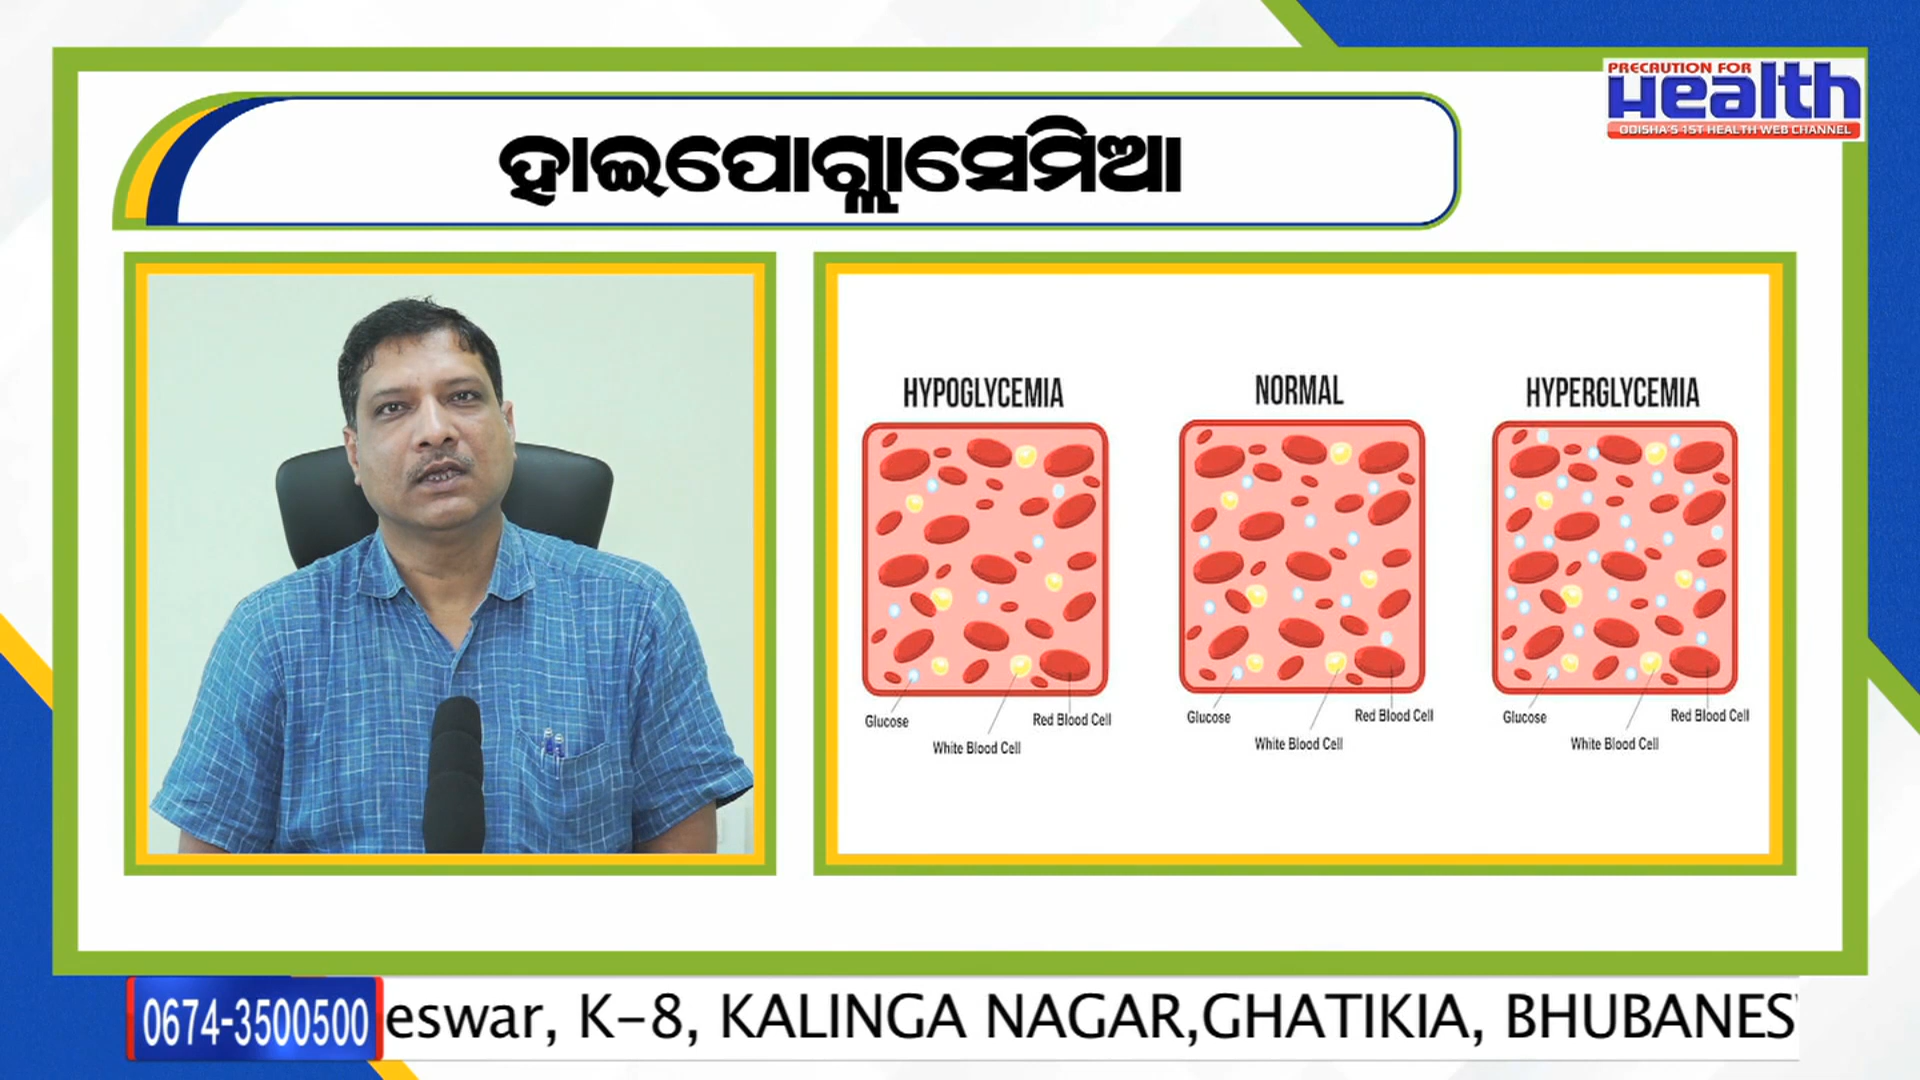 PRECAUTION FOR
Health
ODISHA'S 1ST HEALTH WEB CHANNEL
ହାଇପୋଗ୍ଲାସେମିଆ
HYPOGLYCEMIA
NORMAL
HYPERGLYCEMIA
Glucose
White Blood Cell
Red Blood Cell
Glucose
White Blood Cell
Red Blood Cell
Glucose
White Blood Cell
Red Blood Cell
0674-3500500
eswar, K-8, KALINGA NAGAR,GHATIKIA, BHUBANES